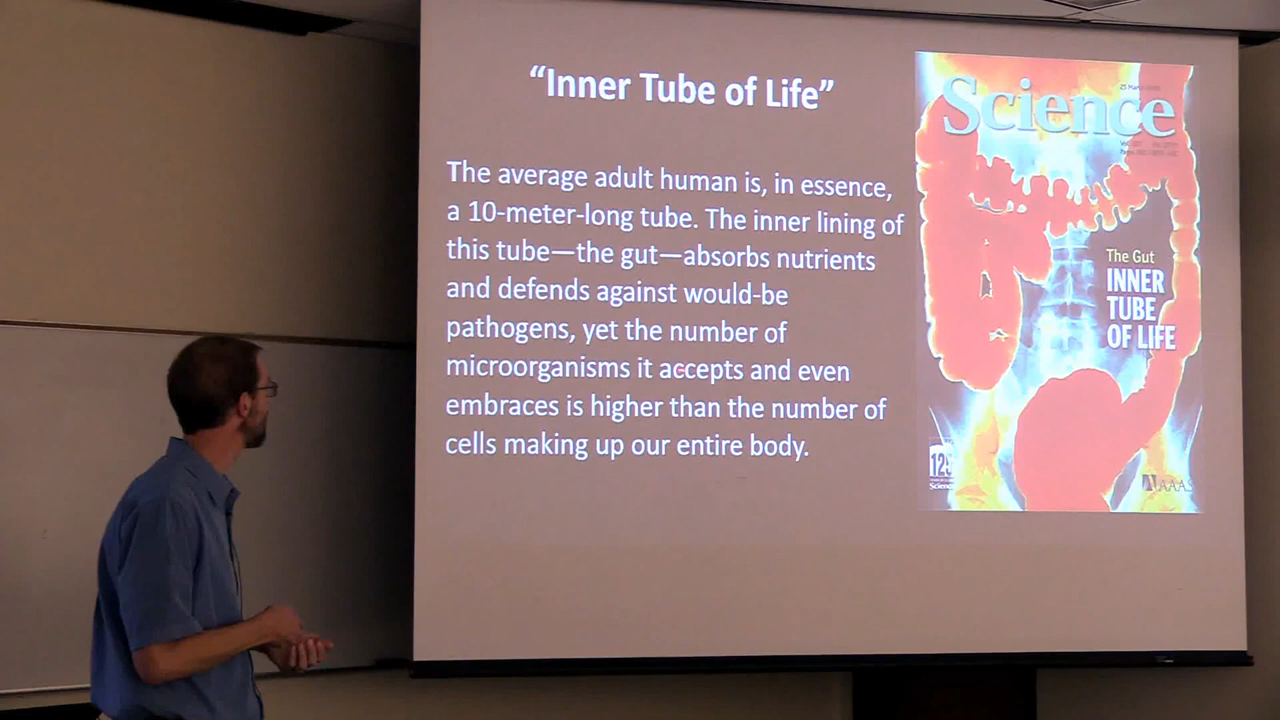 “Inner Tube of Life”
The average adult human is, in essence,
a 10-meter-long tube. The inner lining of
this tube—the gut—absorbs nutrients
and defends against would-be
pathogens, yet the number of
microorganisms it accepts and even
embraces is higher than the number of
cells making up our entire body.
Science
The Gut
INNER
TUBE
OF LIFE
AAAS